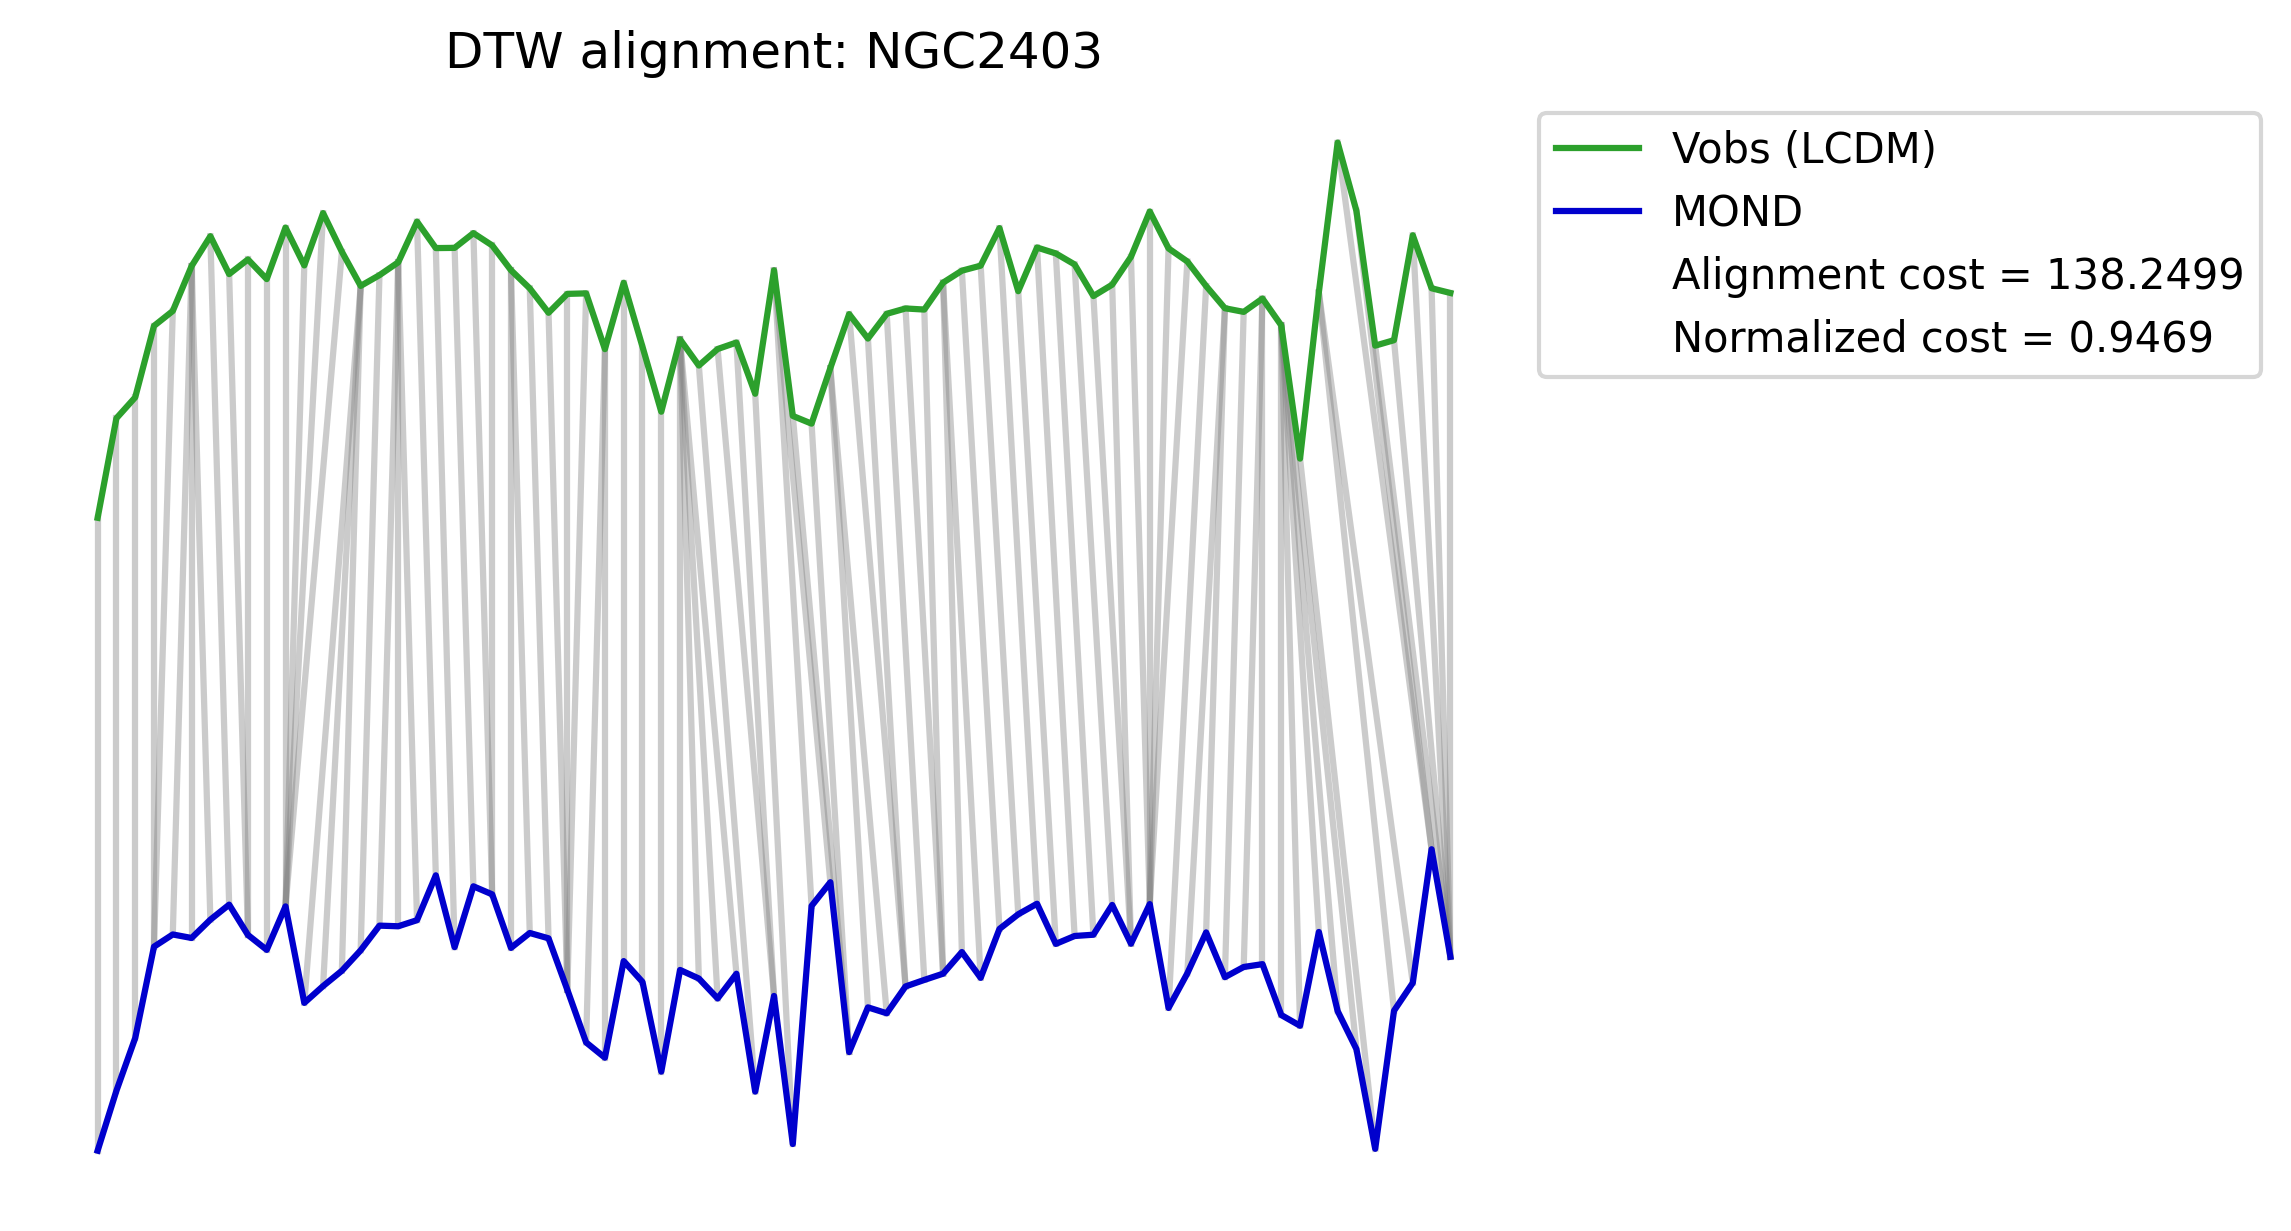 DTW alignment: NGC2403
Vobs (LCDM)
MOND
Alignment cost = 138.2499
Normalized cost = 0.9469